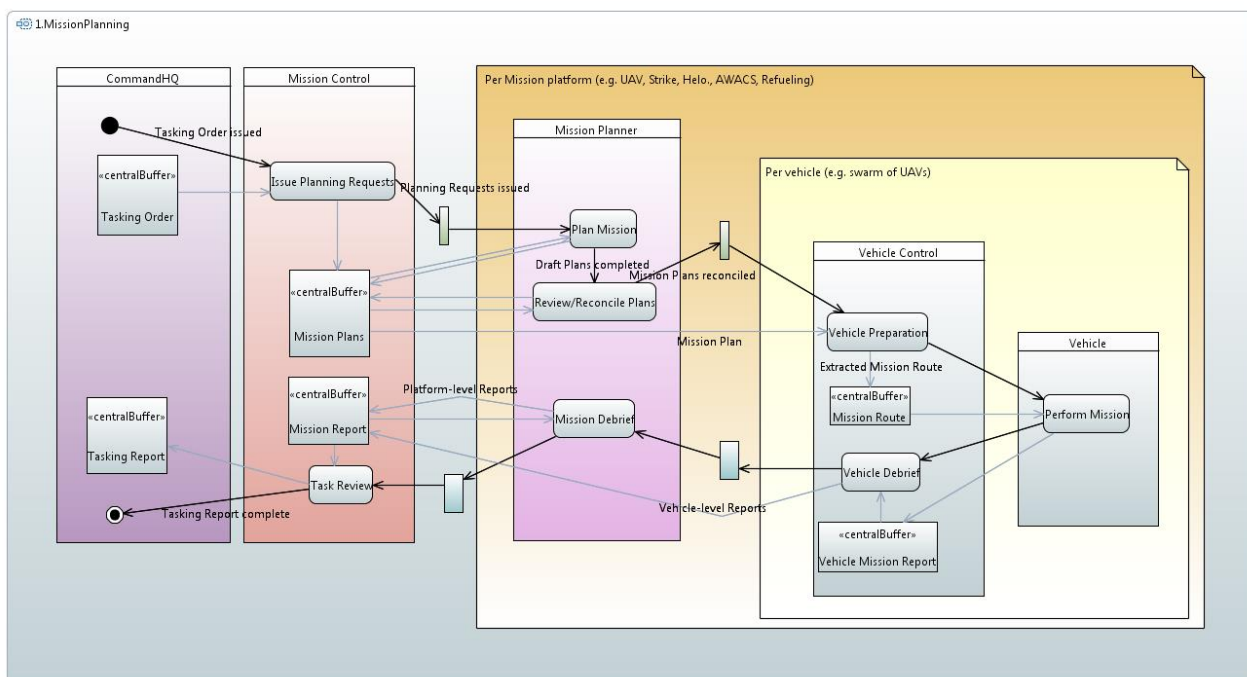 1.MissionPlanning
CommandHQ
Mission Control
Per Mission platform (e.g. UAV, Strike, Helo., AWACS, Refueling)
Mission Planner
Per vehicle (e.g. swarm of UAVs)
Vehicle Control
Vehicle
Tasking Order issued
«centralBuffer»
Tasking Order
Issue Planning Requests
Planning Requests issued
Plan Mission
Draft Plans completed
Mission Plans reconciled
«centralBuffer»
Mission Plans
Review/Reconcile Plans
Mission Plan
Vehicle Preparation
Extracted Mission Route
«centralBuffer»
Mission Route
Perform Mission
Platform-level Reports
«centralBuffer»
Mission Report
Mission Debrief
«centralBuffer»
Tasking Report
Task Review
Vehicle Debrief
Tasking Report complete
Vehicle-level Reports
«centralBuffer»
Vehicle Mission Report